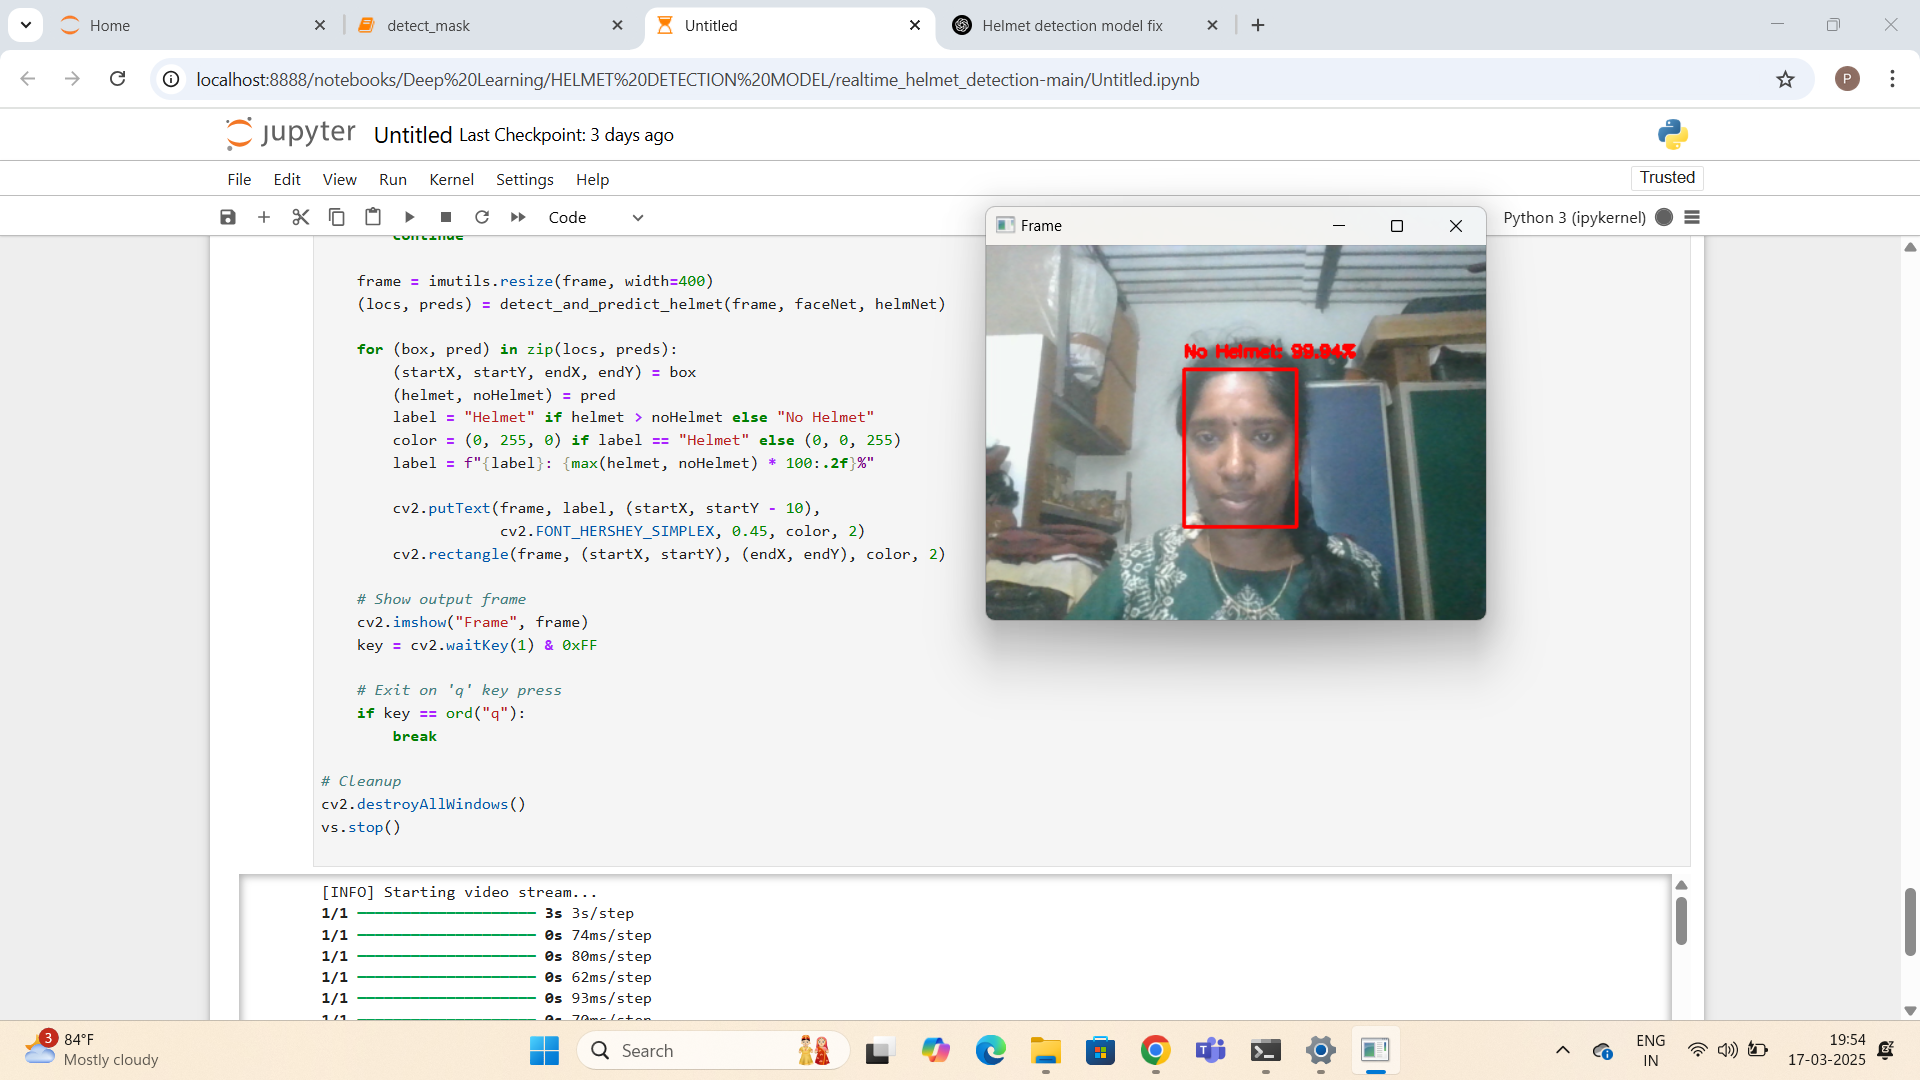 Home
detect_mask
Untitled
Helmet detection model fix
localhost:8888/notebooks/Deep%20Learning/HELMET%20DETECTION%20MODEL/realtime_helmet_detection-main/Untitled.ipynb
P
jupyter Untitled Last Checkpoint: 3 days ago
File Edit View Run Kernel Settings Help
Trusted
Code
Python 3 (ipykernel)
continue
frame = imutils.resize(frame, width=400)
(locs, preds) = detect_and_predict_helmet(frame, faceNet, helmNet)
for (box, pred) in zip(locs, preds):
(startX, startY, endX, endY) = box
(helmet, noHelmet) = pred
label = "Helmet" if helmet > noHelmet else "No Helmet"
color = (0, 255, 0) if label == "Helmet" else (0, 0, 255)
label = f"{label}: {max(helmet, noHelmet) * 100:.2f}%"
cv2.putText(frame, label, (startX, startY - 10),
cv2.FONT_HERSHEY_SIMPLEX, 0.45, color, 2)
cv2.rectangle(frame, (startX, startY), (endX, endY), color, 2)
# Show output frame
cv2.imshow("Frame", frame)
key = cv2.waitKey(1) & 0xFF
# Exit on 'q' key press
if key == ord("q"):
break
# Cleanup
cv2.destroyAllWindows()
vs.stop()
Frame
No Helmet: 99.94%
[INFO] Starting video stream...
1/1 3s 3s/step
1/1 0s 74ms/step
1/1 0s 80ms/step
1/1 0s 62ms/step
1/1 0s 93ms/step
1/1 0s 70ms/step
3
84°F
Mostly cloudy
Search
ENG
IN
19:54
17-03-2025